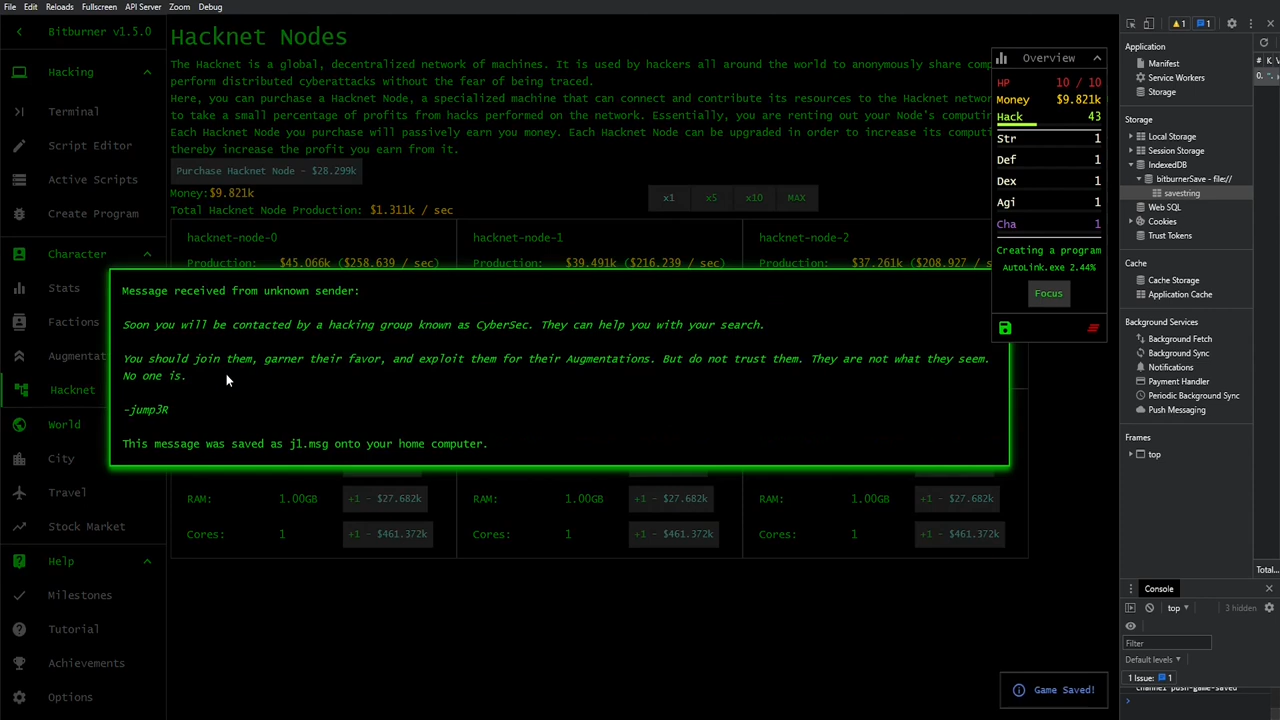 File Edit Reloads Fullscreen API Server Zoom Debug
Bitburner v1.5.0
Hacking
Terminal
Script Editor
Active Scripts
Create Program
Character
Stats
Factions
Augmentat
Hacknet
World
City
Travel
Stock Market
Help
Milestones
Tutorial
Achievements
Options
Hacknet Nodes
The Hacknet is a global, decentralized network of machines. It is used by hackers all around the world to anonymously share comp
perform distributed cyberattacks without the fear of being traced.
Here, you can purchase a Hacknet Node, a specialized machine that can connect and contribute its resources to the Hacknet networ
to take a small percentage of profits from hacks performed on the network. Essentially, you are renting out your Node's computin
Each Hacknet Node you purchase will passively earn you money. Each Hacknet Node can be upgraded in order to increase its computi
thereby increase the profit you earn from it.
Purchase Hacknet Node - $28.299k
Money:$9.821k
Total Hacknet Node Production: $1.311k / sec
x1 x5 x10 MAX
hacknet-node-0 hacknet-node-1 hacknet-node-2
Production: $45.066k ($258.639 / sec) Production: $39.491k ($216.239 / sec) Production: $37.261k ($208.927 / s
Message received from unknown sender:
Soon you will be contacted by a hacking group known as CyberSec. They can help you with your search.
You should join them, garner their favor, and exploit them for their Augmentations. But do not trust them. They are not what they seem.
No one is.
-jump3R
This message was saved as j1.msg onto your home computer.
RAM: 1.00GB +1 - $27.682k RAM: 1.00GB +1 - $27.682k RAM: 1.00GB +1 - $27.682k
Cores: 1 +1 - $461.372k Cores: 1 +1 - $461.372k Cores: 1 +1 - $461.372k
Overview
HP 10 / 10
Money $9.821k
Hack 43
Str 1
Def 1
Dex 1
Agi 1
Cha 1
Creating a program
AutoLink.exe 2.44%
Focus
Game Saved!
1 1
Application
Manifest
Service Workers
Storage
Storage
Local Storage
Session Storage
IndexedDB
bitburnerSave - file://
savestring
Web SQL
Cookies
Trust Tokens
Cache
Cache Storage
Application Cache
Background Services
Background Fetch
Background Sync
Notifications
Payment Handler
Periodic Background Sync
Push Messaging
Frames
top
# K V
0.
Total...
Console
top 3 hidden
Filter
Default levels
1 Issue: 1
channel push-game-saved